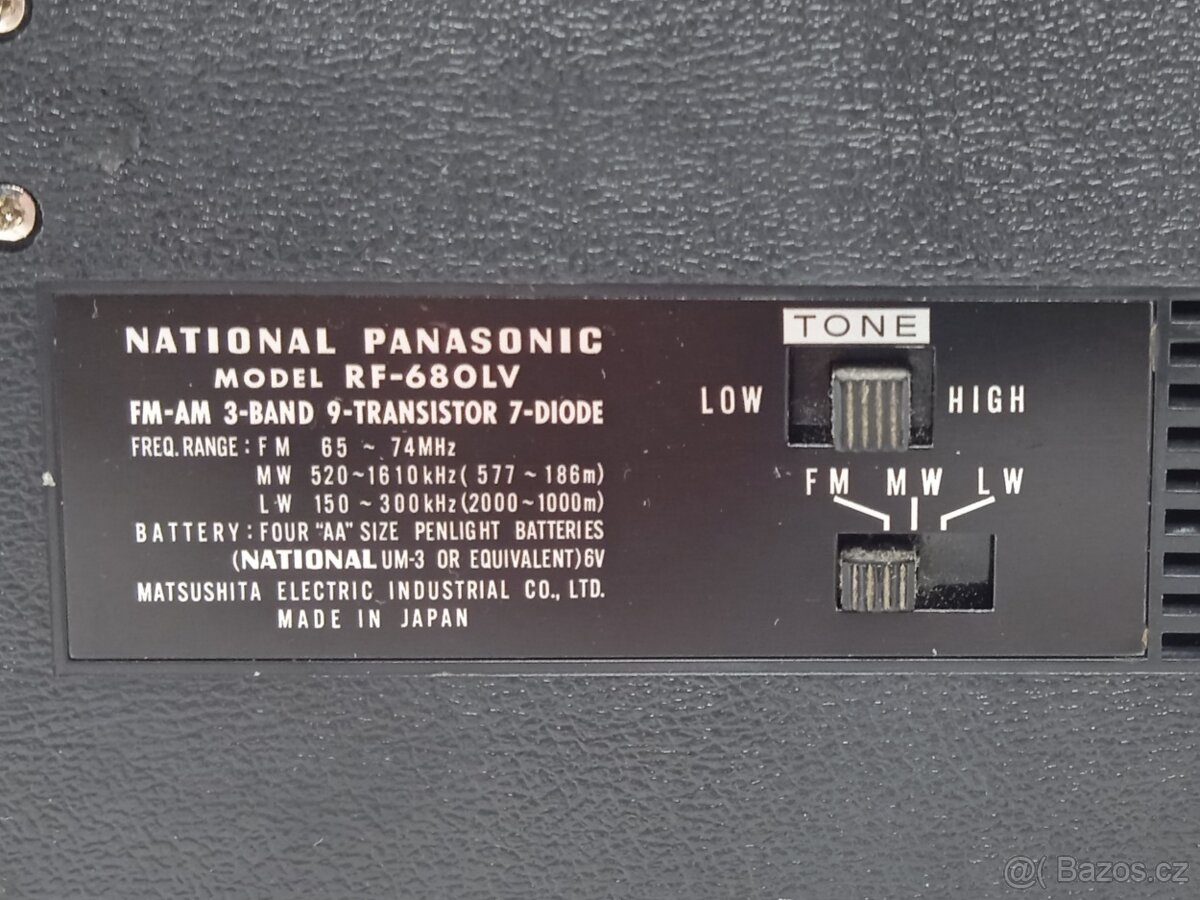 NATIONAL PANASONIC
MODEL RF-680LV
FM-AM 3-BAND 9-TRANSISTOR 7-DIODE
FREQ. RANGE : FM 65 ~ 74MHz
MW 520~1610kHz (577 ~ 186m)
LW 150 ~ 300kHz (2000~1000m)
BATTERY : FOUR "AA" SIZE PENLIGHT BATTERIES
(NATIONAL UM-3 OR EQUIVALENT) 6V
MATSUSHITA ELECTRIC INDUSTRIAL CO., LTD.
MADE IN JAPAN
TONE
LOW HIGH
FM MW LW
@( Bazos.cz